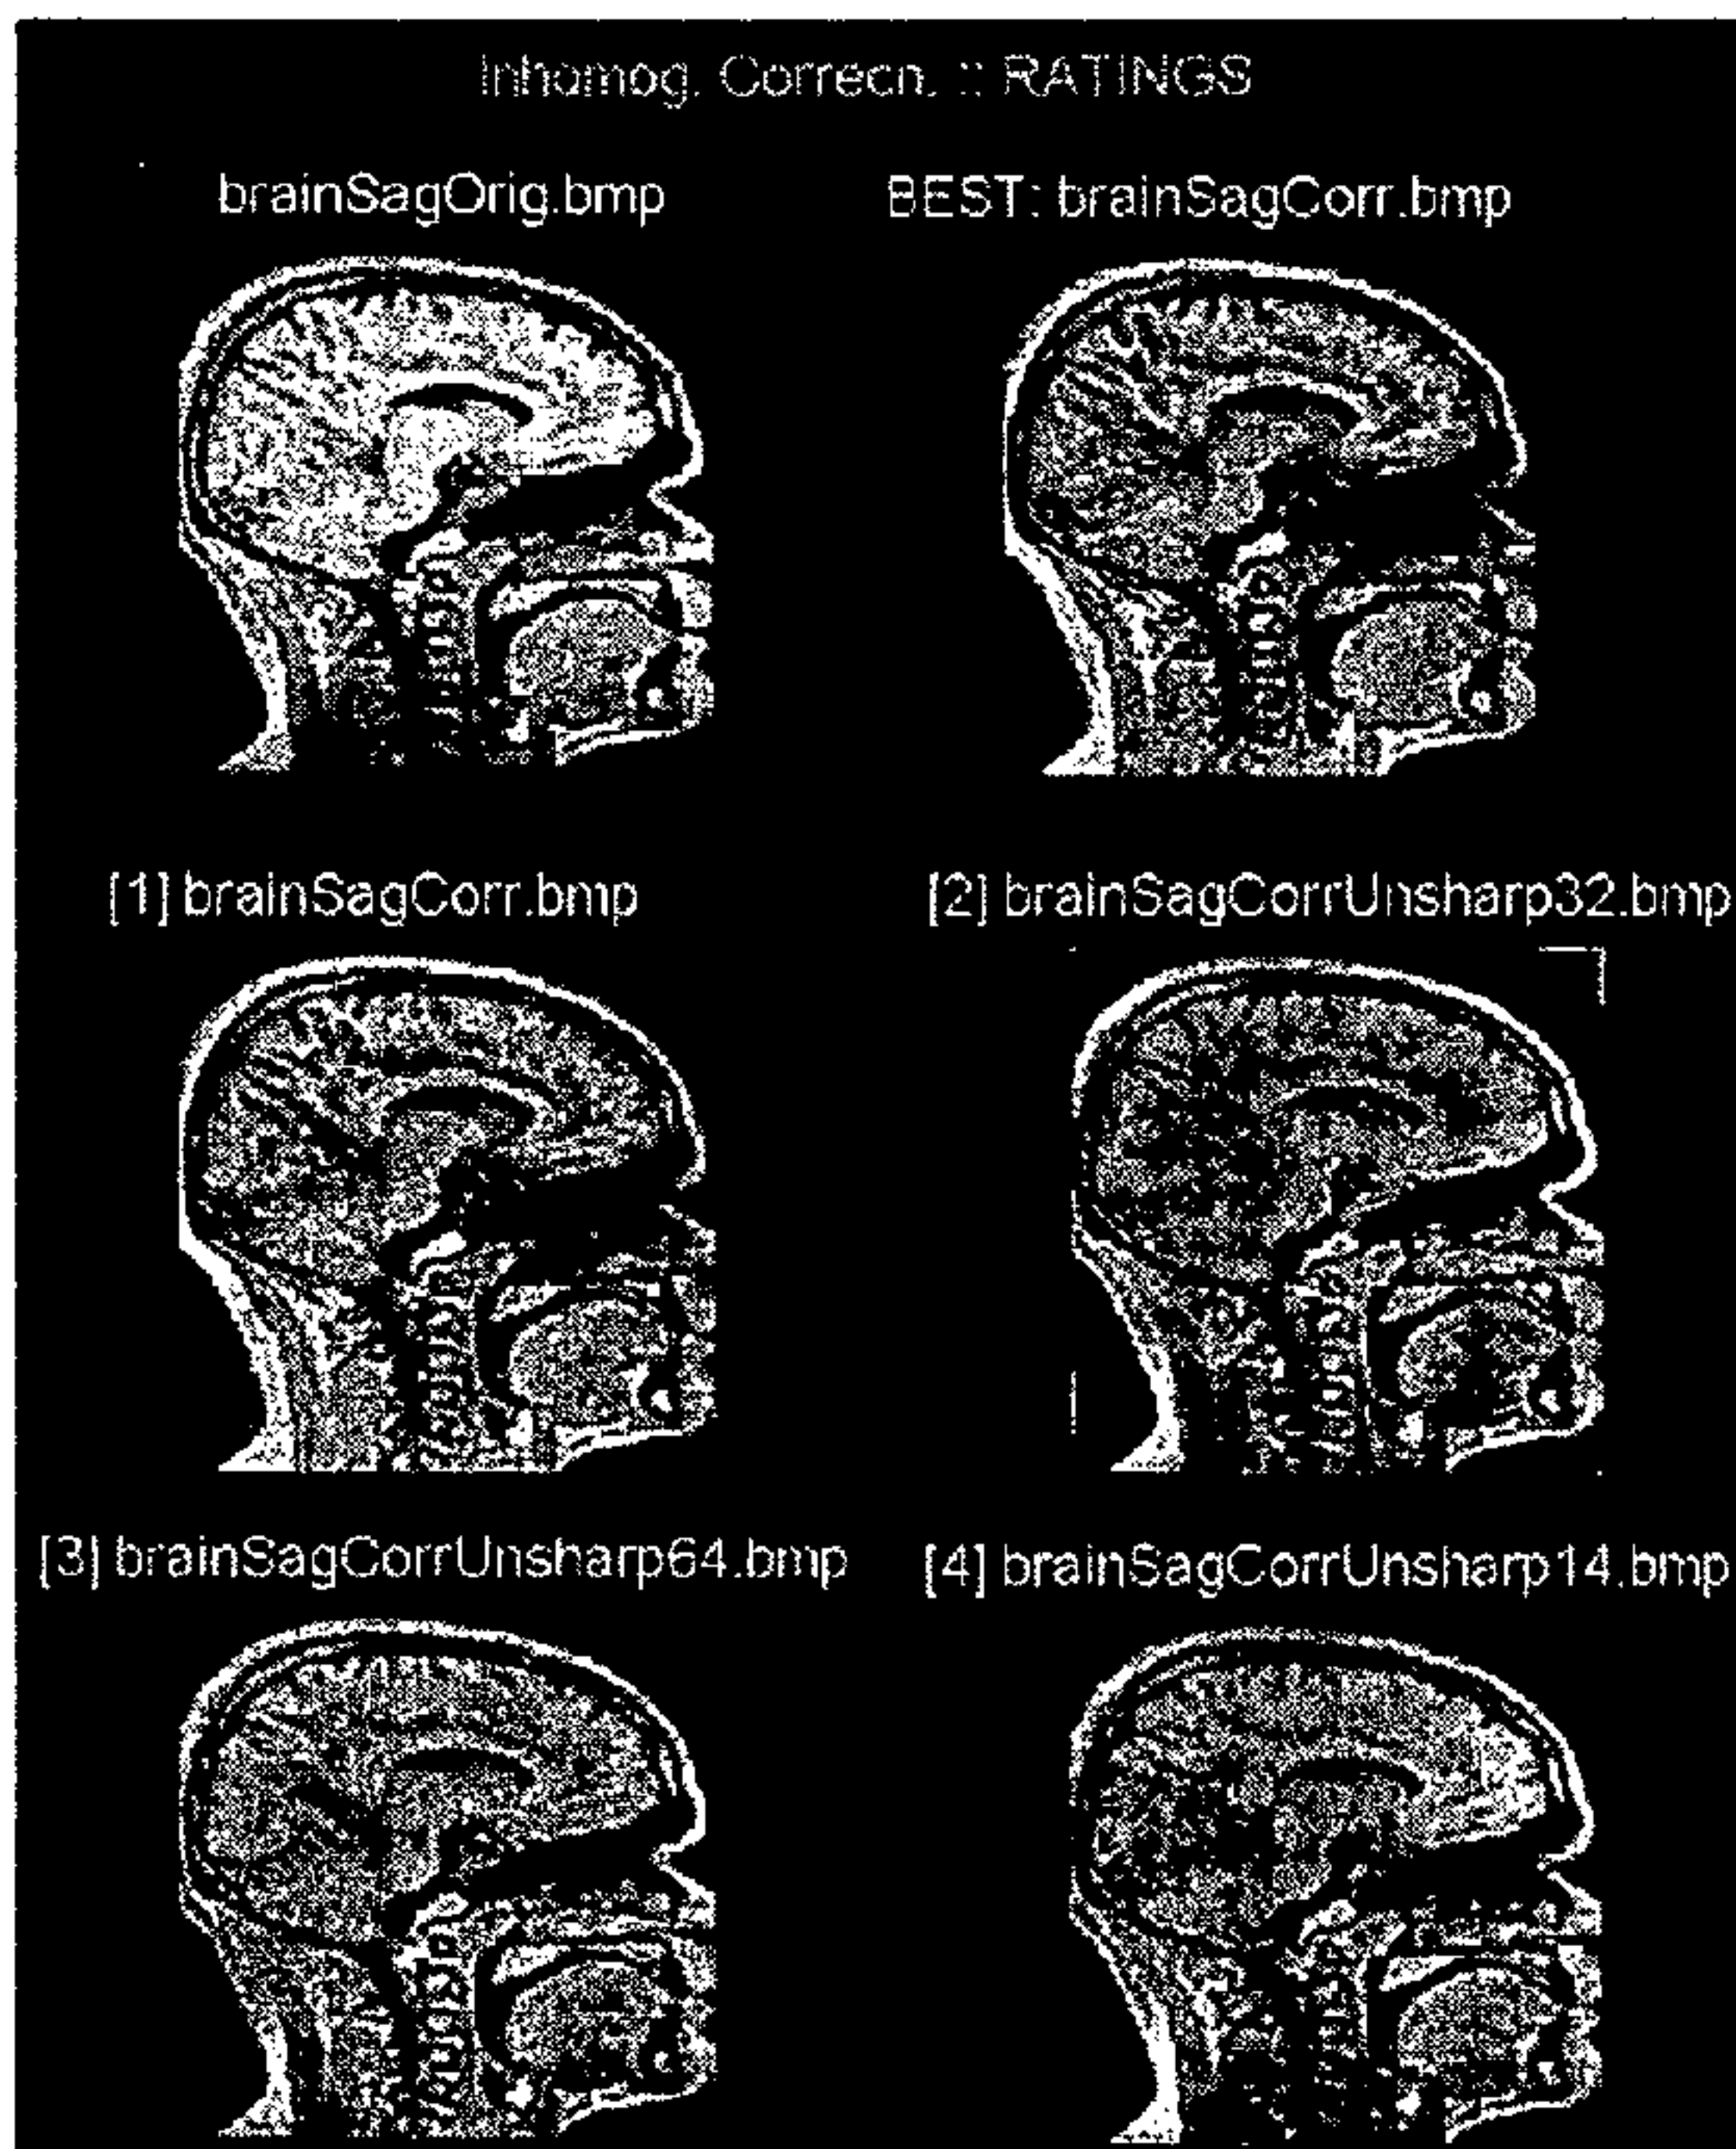 Inhomog. Correcn. :: RATINGS
brainSagOrig.bmp
BEST: brainSagCorr.bmp
[1] brainSagCorr.bmp
[2] brainSagCorrUnsharp32.bmp
[3] brainSagCorrUnsharp64.bmp
[4] brainSagCorrUnsharp14.bmp